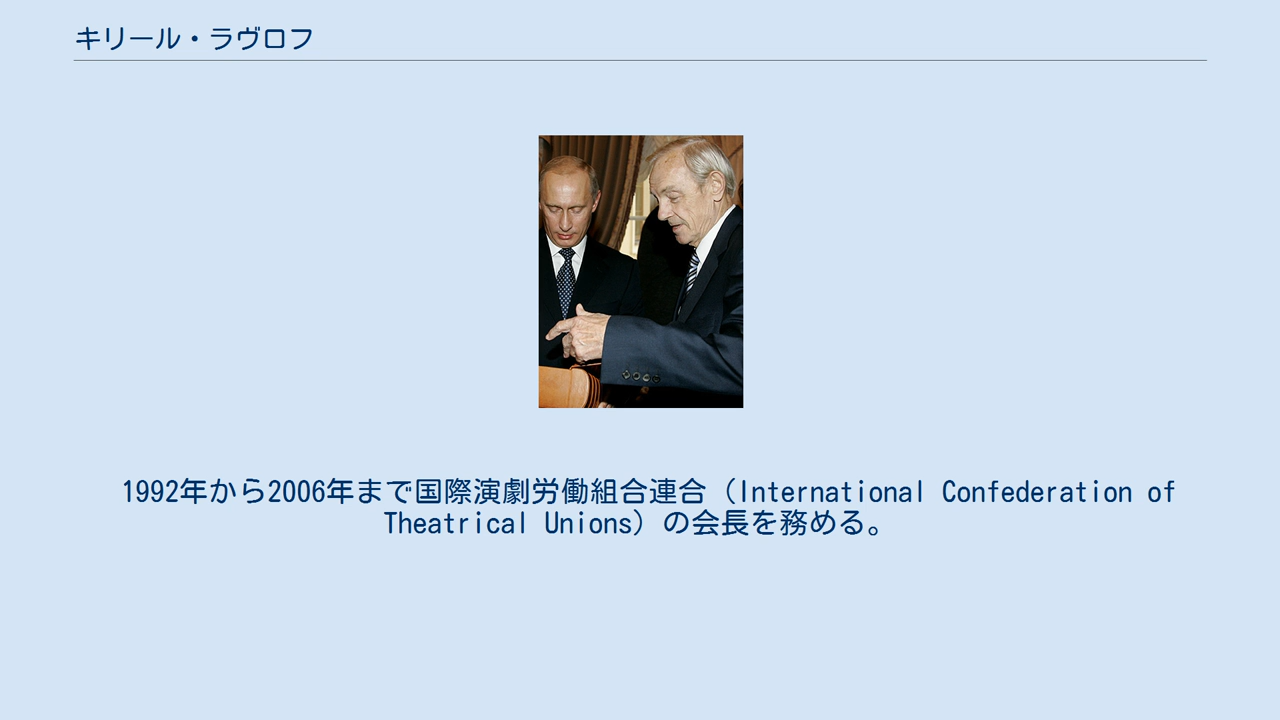 キリール・ラヴロフ
1992年から2006年まで国際演劇労働組合連合（International Confederation of
Theatrical Unions）の会長を務める。